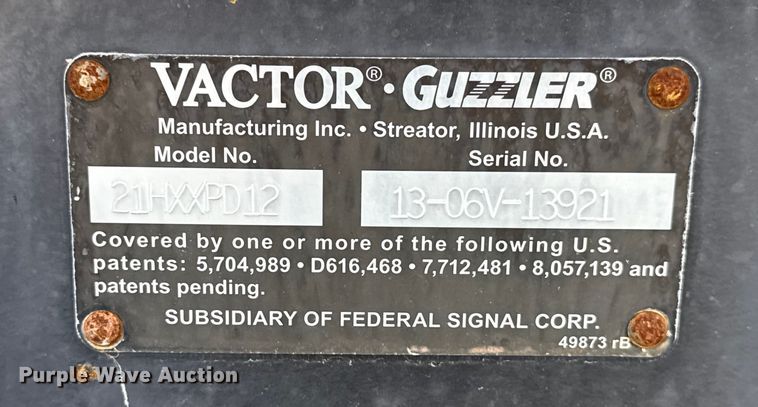 VACTOR® • GUZZLER®
Manufacturing Inc. • Streator, Illinois U.S.A.
Model No. Serial No.
21HXXPD12 13-06V-13921
Covered by one or more of the following U.S.
patents: 5,704,989 • D616,468 • 7,712,481 • 8,057,139 and
patents pending.
SUBSIDIARY OF FEDERAL SIGNAL CORP.
49873 rB
Purple Wave Auction